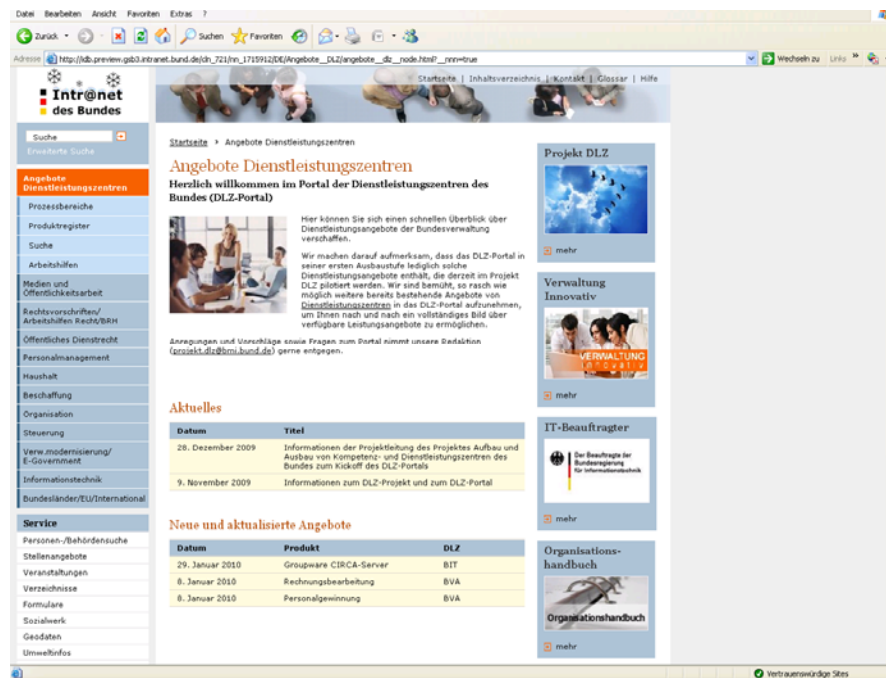 Datei Bearbeiten Ansicht Favoriten Extras ?
Zurück Suchen Favoriten
Adresse http://idb.preview.gsb3.intranet.bund.de/cln_721/nn_1715912/DE/Angebote__DLZ/angebote__dlz__node.html?__nnn=true Wechseln zu Links »
Startseite | Inhaltsverzeichnis | Kontakt | Glossar | Hilfe
Intr@net
des Bundes
Suche
Erweiterte Suche
Angebote
Dienstleistungszentren
Prozessbereiche
Produktregister
Suche
Arbeitshilfen
Medien und
Öffentlichkeitsarbeit
Rechtsvorschriften/
Arbeitshilfen Recht/BRH
Öffentliches Dienstrecht
Personalmanagement
Haushalt
Beschaffung
Organisation
Steuerung
Verw.modernisierung/
E-Government
Informationstechnik
Bundesländer/EU/International
Service
Personen-/Behördensuche
Stellenangebote
Veranstaltungen
Verzeichnisse
Formulare
Sozialwerk
Geodaten
Umweltinfos
Startseite Angebote Dienstleistungszentren
Angebote Dienstleistungszentren
Herzlich willkommen im Portal der Dienstleistungszentren des
Bundes (DLZ-Portal)
Hier können Sie sich einen schnellen Überblick über
Dienstleistungsangebote der Bundesverwaltung
verschaffen.
Wir machen darauf aufmerksam, dass das DLZ-Portal in
seiner ersten Ausbaustufe lediglich solche
Dienstleistungsangebote enthält, die derzeit im Projekt
DLZ pilotiert werden. Wir sind bemüht, so rasch wie
möglich weitere bereits bestehende Angebote von
Dienstleistungszentren in das DLZ-Portal aufzunehmen,
um Ihnen nach und nach ein vollständiges Bild über
verfügbare Leistungsangebote zu ermöglichen.
Anregungen und Vorschläge sowie Fragen zum Portal nimmt unsere Redaktion
(projekt.dlz@bmi.bund.de) gerne entgegen.
Aktuelles
Datum Titel
28. Dezember 2009 Informationen der Projektleitung des Projektes Aufbau und
Ausbau von Kompetenz- und Dienstleistungszentren des
Bundes zum Kickoff des DLZ-Portals
9. November 2009 Informationen zum DLZ-Projekt und zum DLZ-Portal
Neue und aktualisierte Angebote
Datum Produkt DLZ
29. Januar 2010 Groupware CIRCA-Server BIT
8. Januar 2010 Rechnungsbearbeitung BVA
8. Januar 2010 Personalgewinnung BVA
Projekt DLZ
mehr
Verwaltung
Innovativ
VERWALTUNG
innovativ
mehr
IT-Beauftragter
Der Beauftragte der
Bundesregierung
für Informationstechnik
mehr
Organisations-
handbuch
Organisationshandbuch
mehr
Vertrauenswürdige Sites